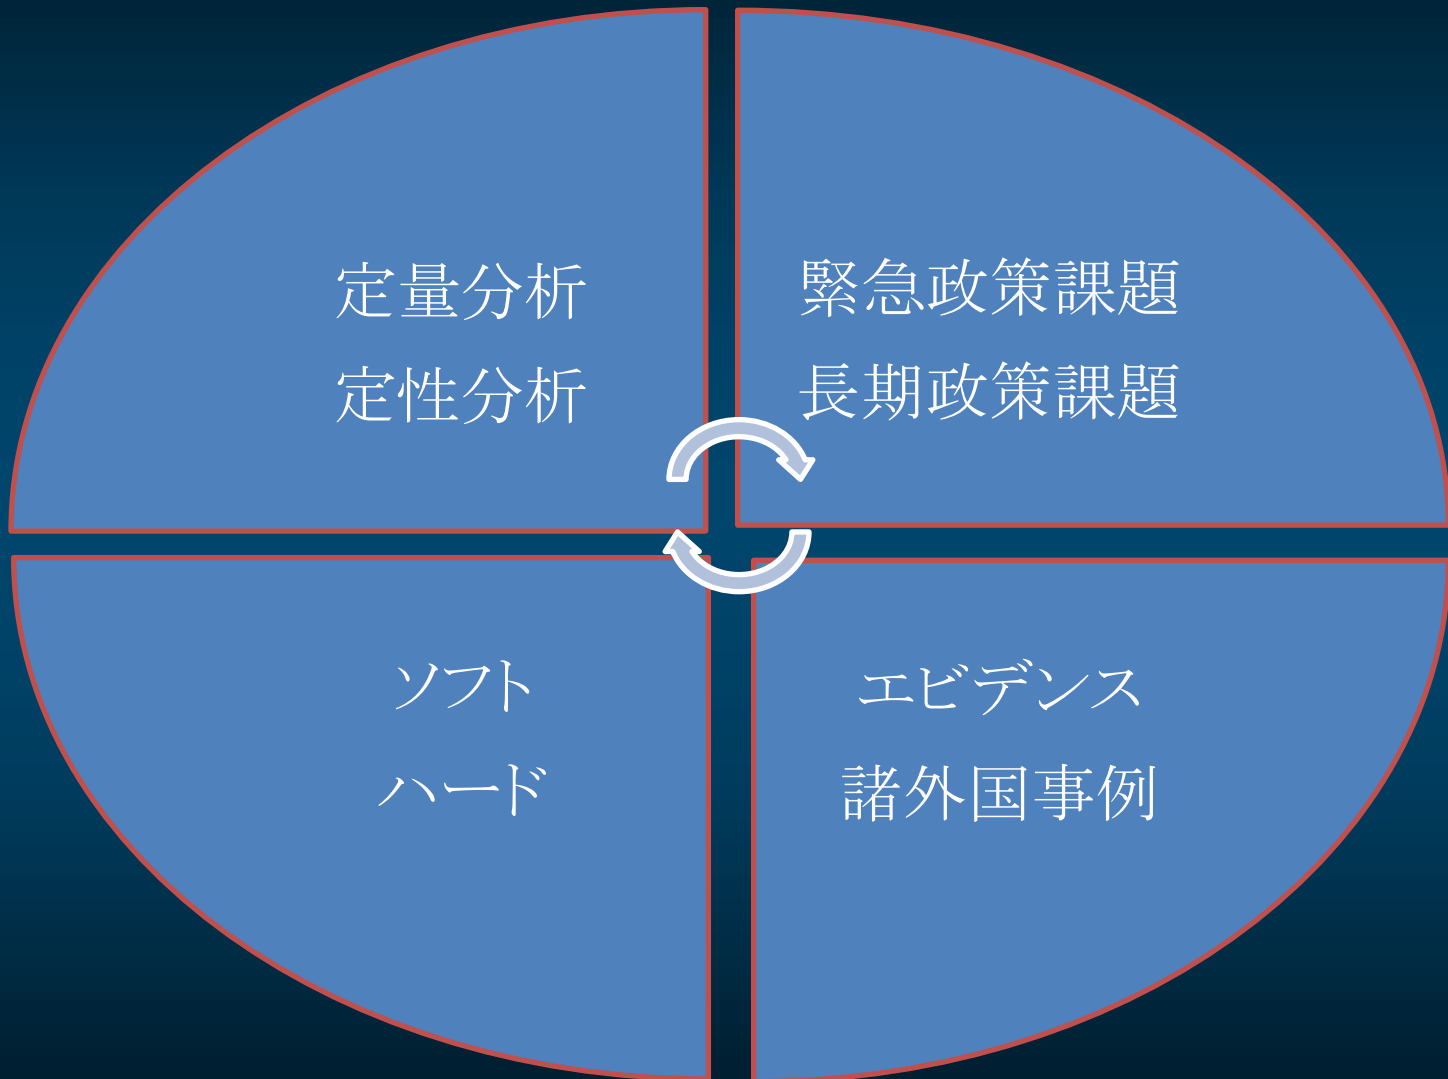 定量分析
定性分析
緊急政策課題
長期政策課題
ソフト
ハード
エビデンス
諸外国事例